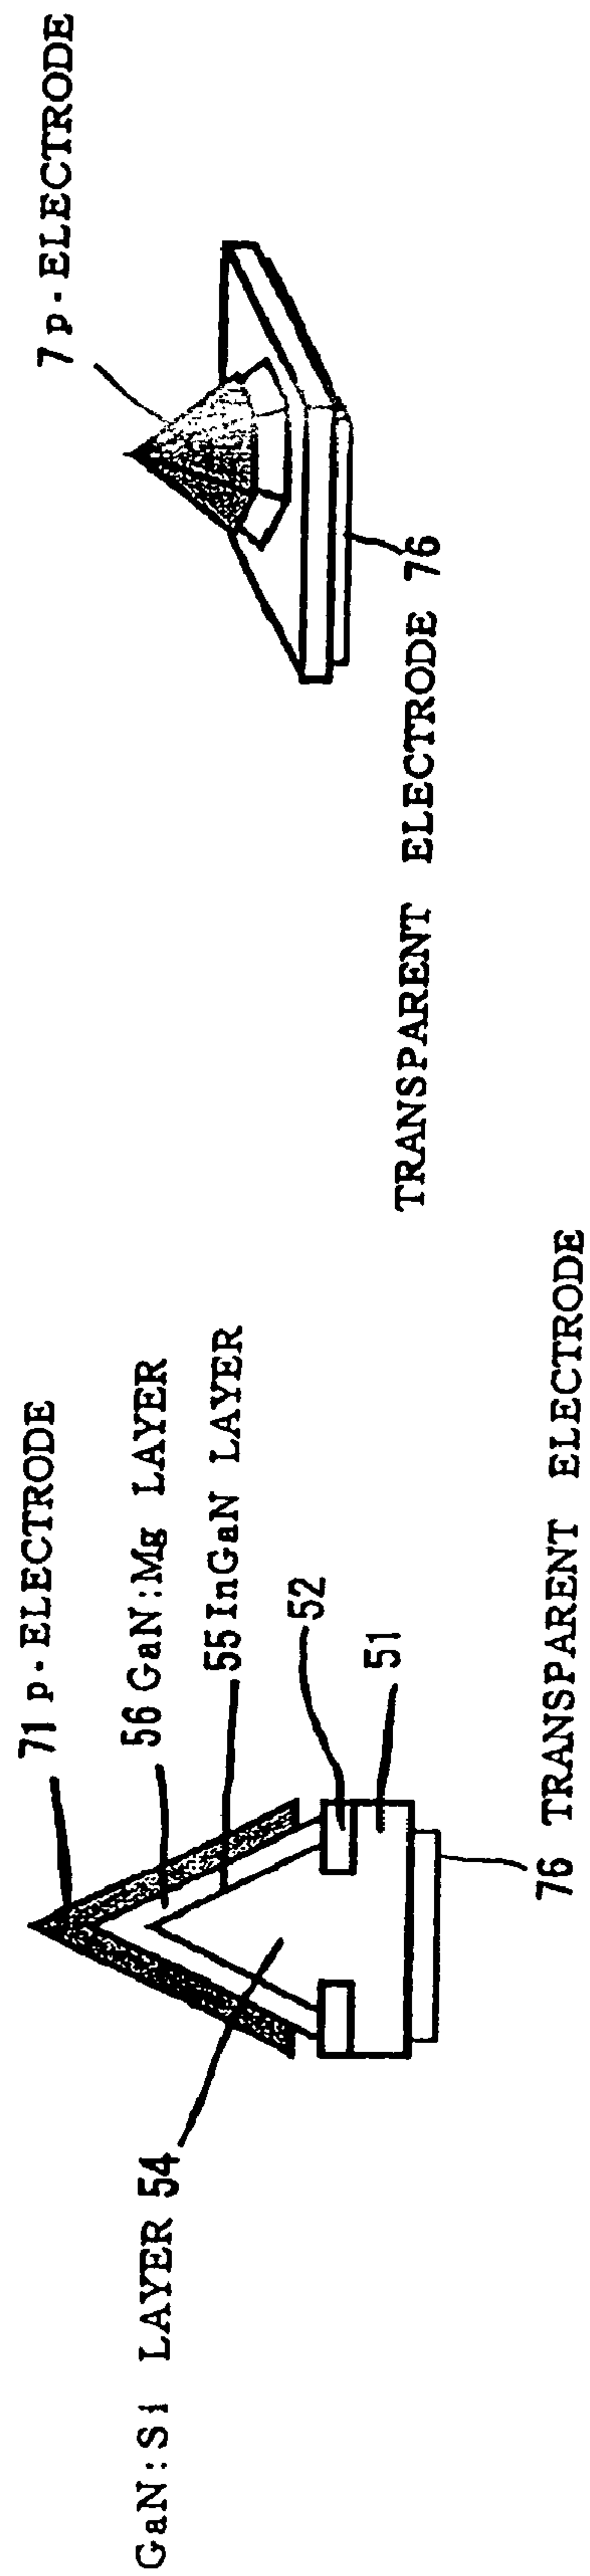 71 p-ELECTRODE
56 GaN:Mg LAYER
55 InGaN LAYER
52
51
GaN:Si LAYER 54
76 TRANSPARENT ELECTRODE
7 p-ELECTRODE
TRANSPARENT ELECTRODE 76